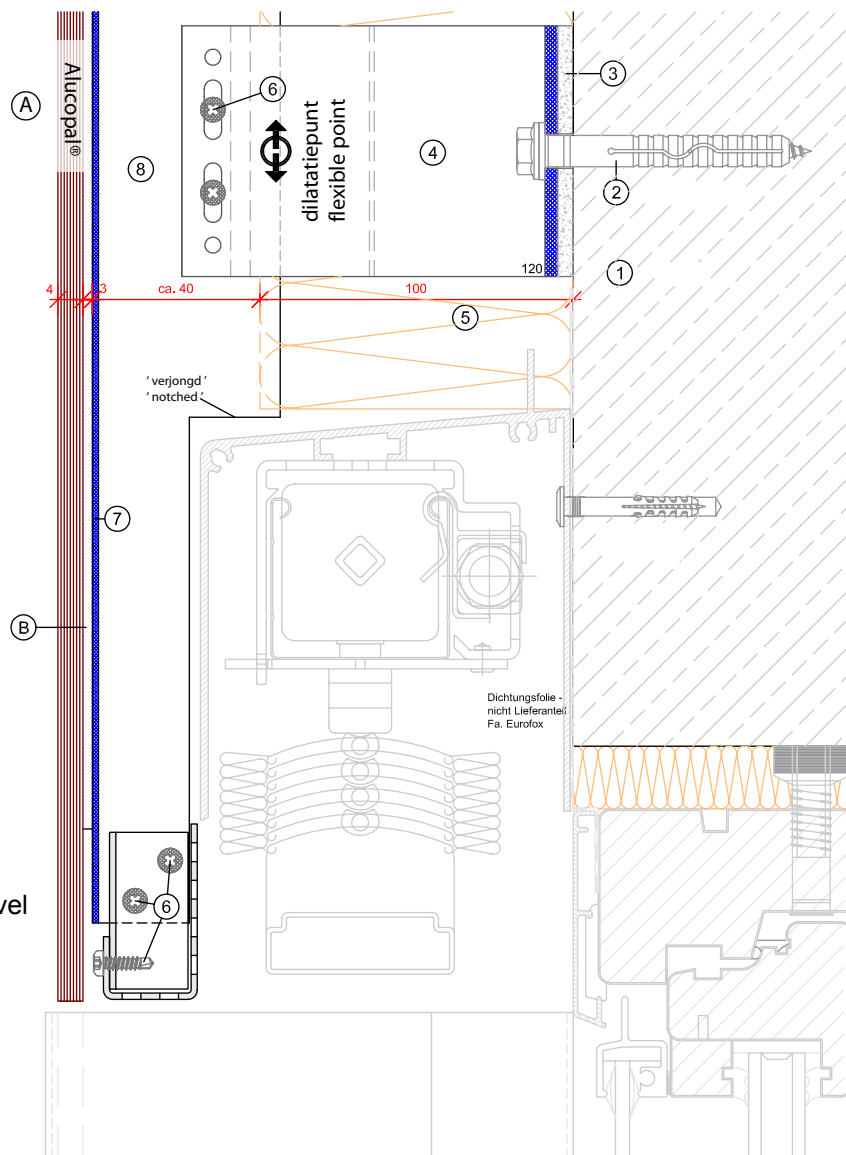 A
Alucopal®
8
6
dilatatiepunt
flexible point
4
3
2
1
120
4
3
ca. 40
100
5
' verjongd '
' notched '
7
B
Dichtungsfolie -
nicht Lieferanteil
Fa. Eurofox
6
vel